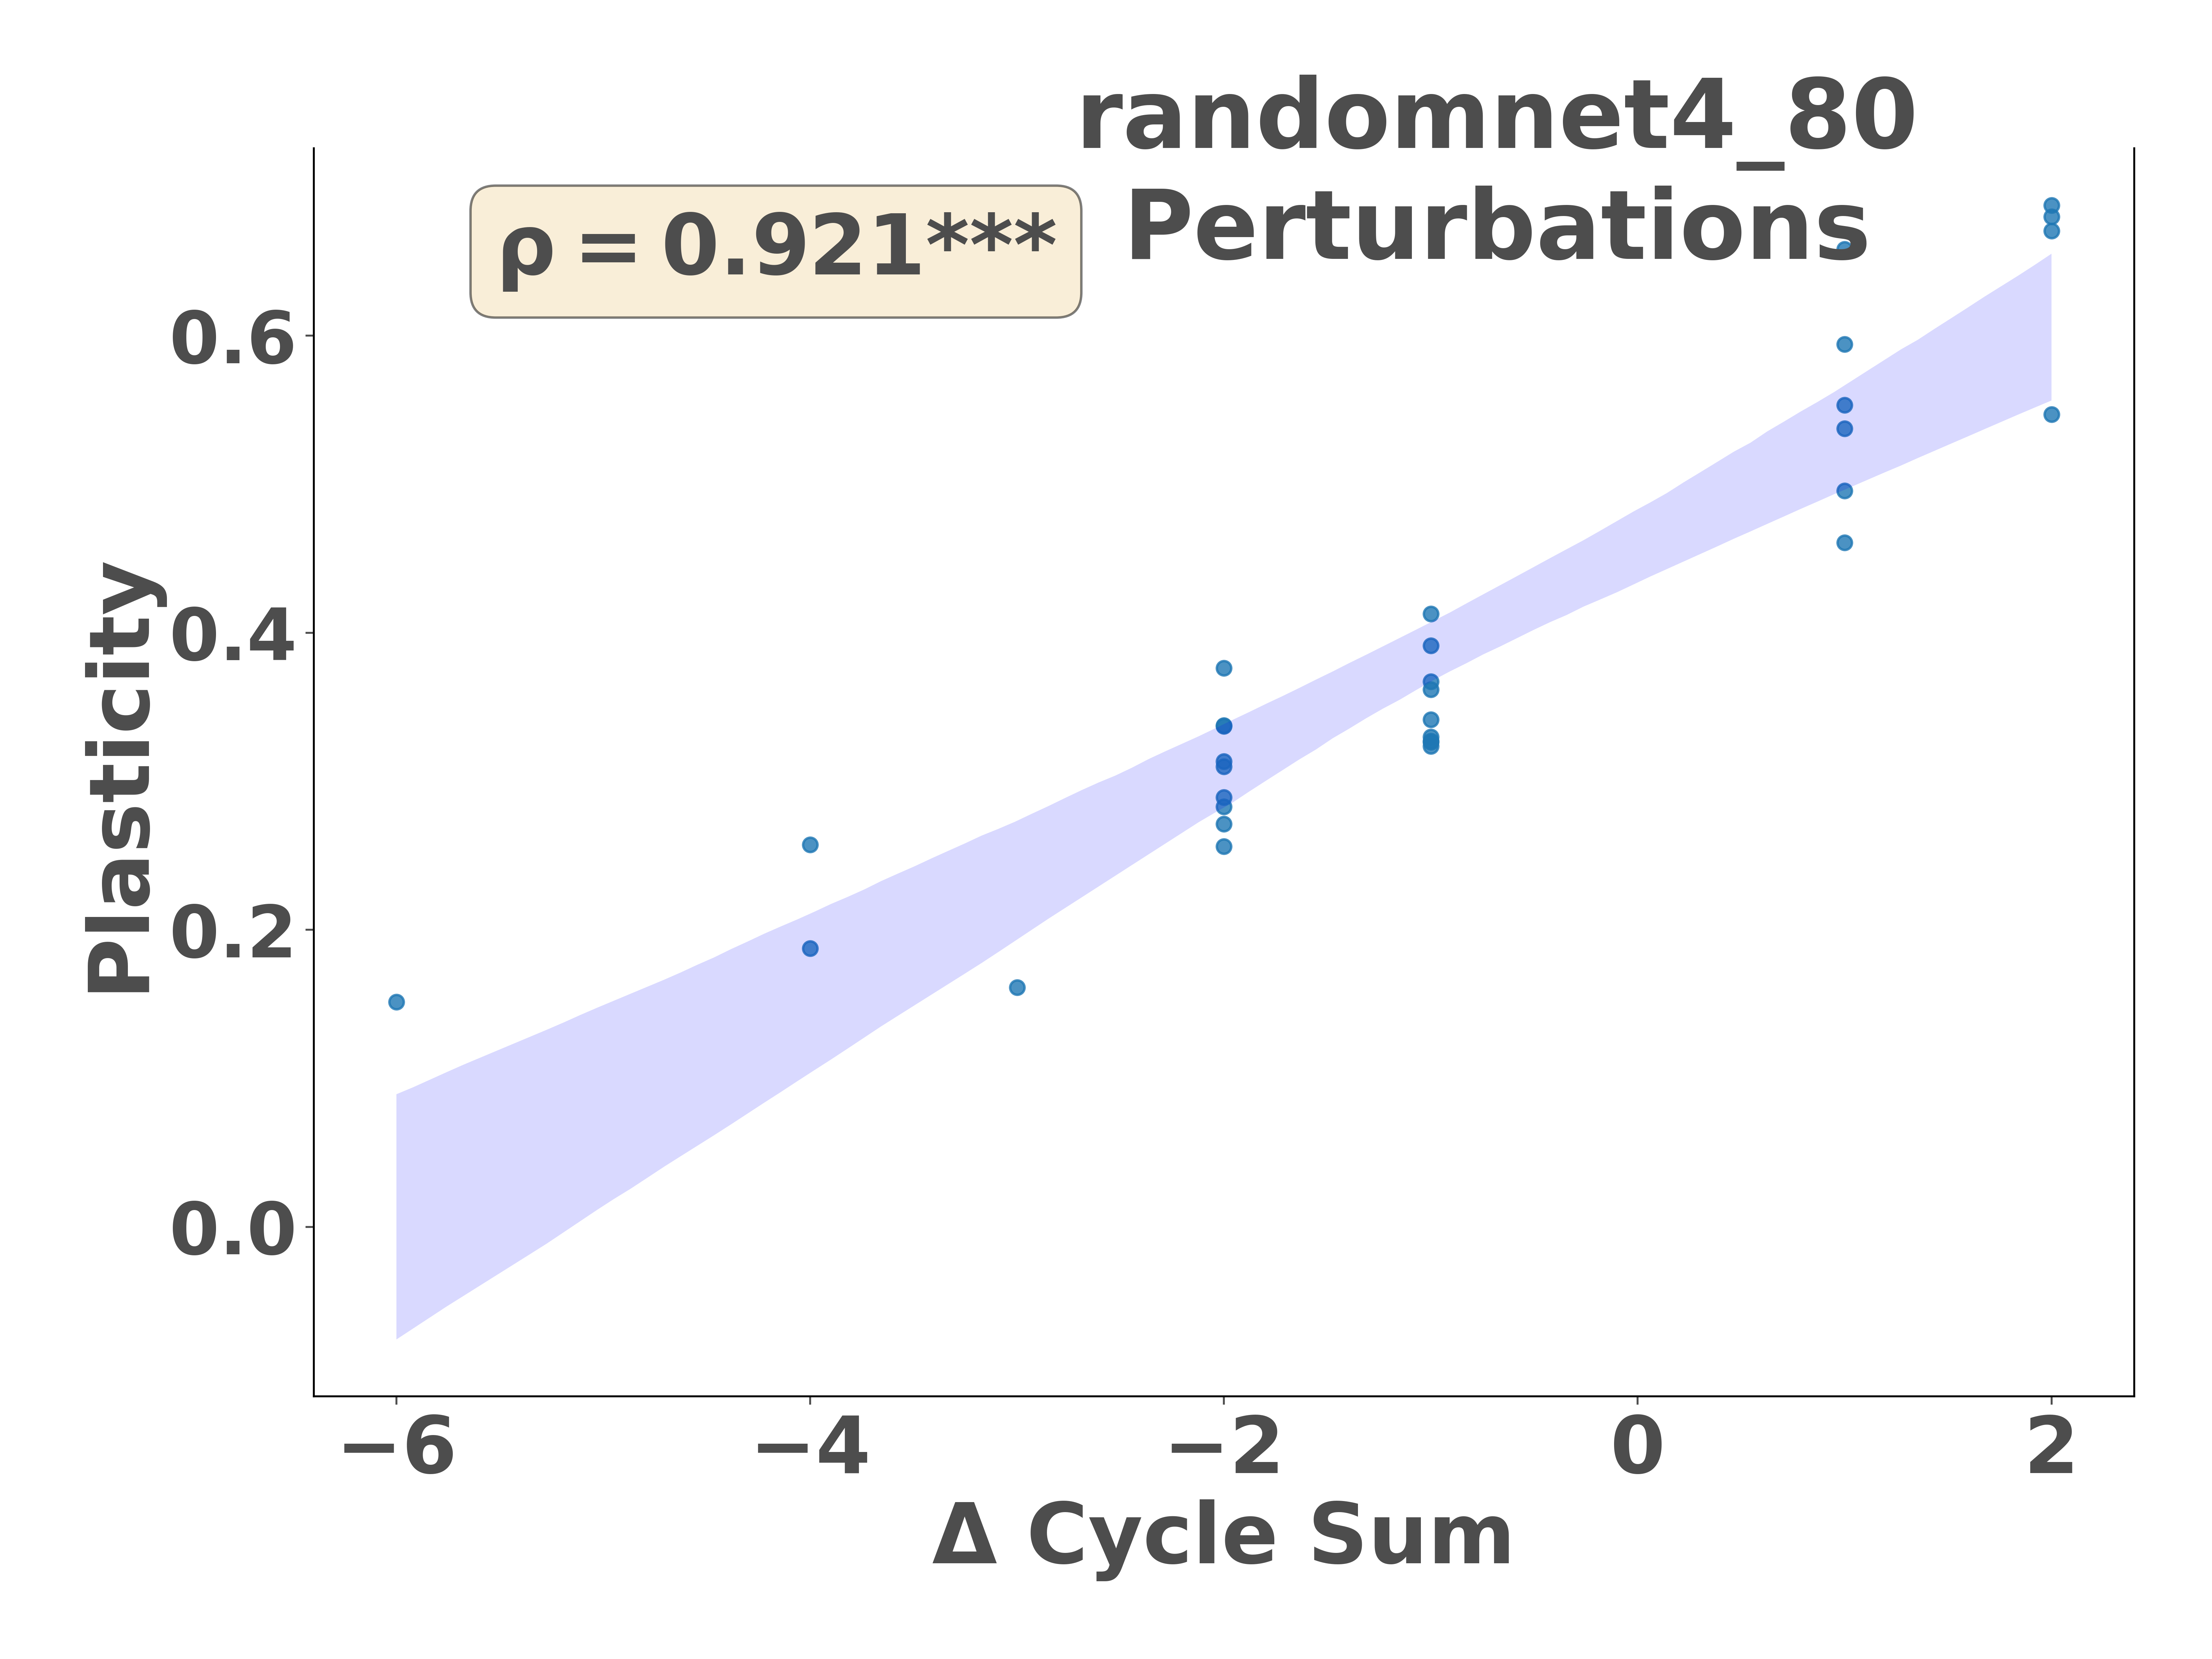 randomnet4_80
Perturbations
ρ = 0.921***
Plasticity
0.6
0.4
0.2
0.0
−6 −4 −2 0 2
Δ Cycle Sum